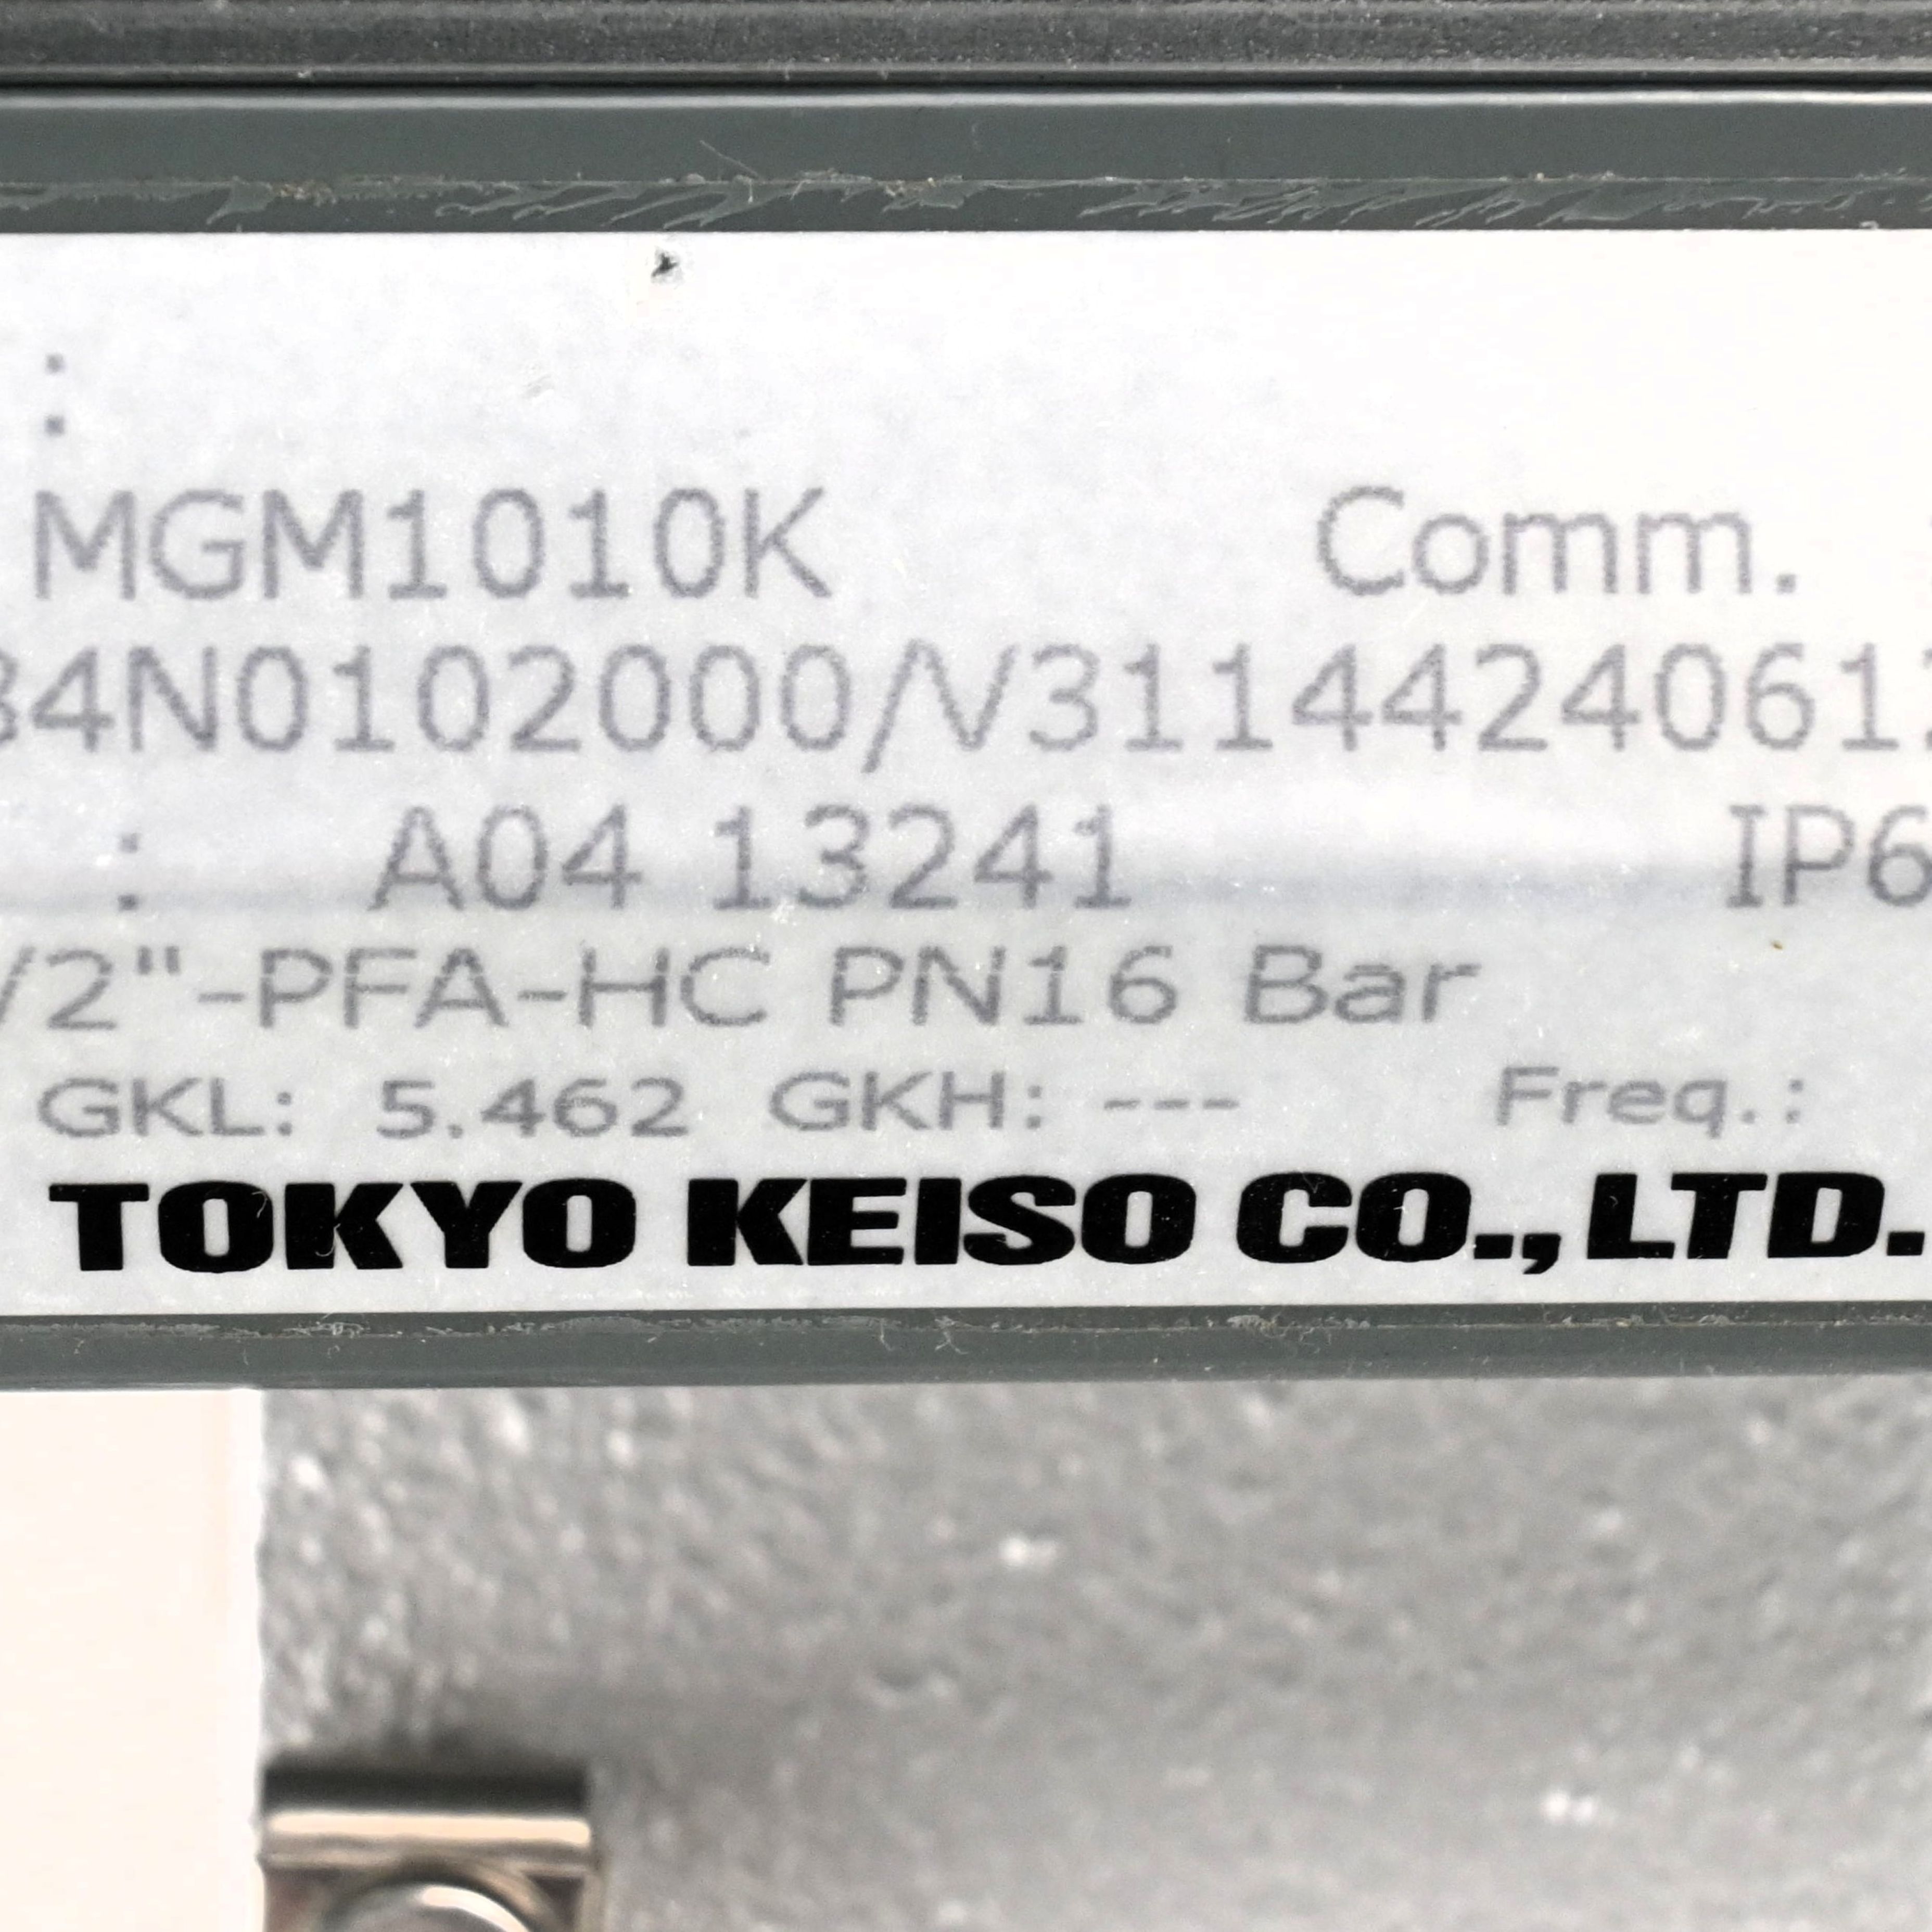 :
MGM1010K Comm.
34N0102000/V3114424061
: A04 13241 IP6
/2"-PFA-HC PN16 Bar
GKL: 5.462 GKH: --- Freq.:
TOKYO KEISO CO., LTD.